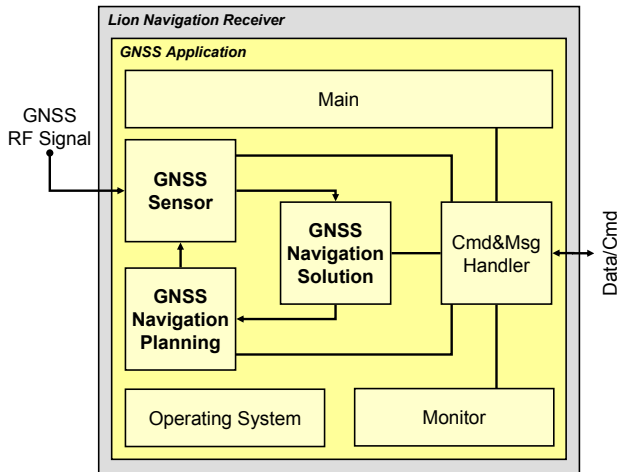 Lion Navigation Receiver
GNSS Application
Main
GNSS
RF Signal
GNSS
Sensor
GNSS
Navigation
Solution
Cmd&Msg
Handler
Data/Cmd
GNSS
Navigation
Planning
Operating System
Monitor